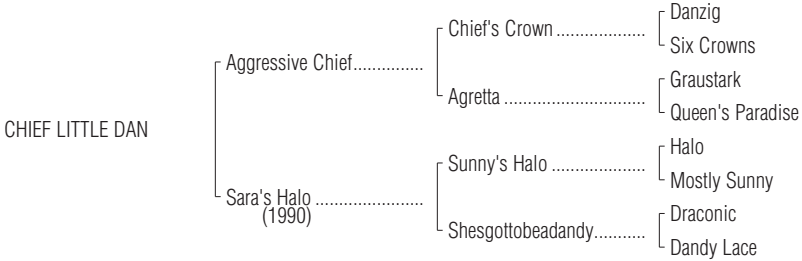 Danzig
Chief's Crown ....................
Six Crowns
Aggressive Chief...............
Graustark
Agretta ................................
Queen's Paradise
CHIEF LITTLE DAN
Halo
Sunny's Halo .....................
Mostly Sunny
Sara's Halo ........................
(1990)
Draconic
Shesgottobeadandy...........
Dandy Lace